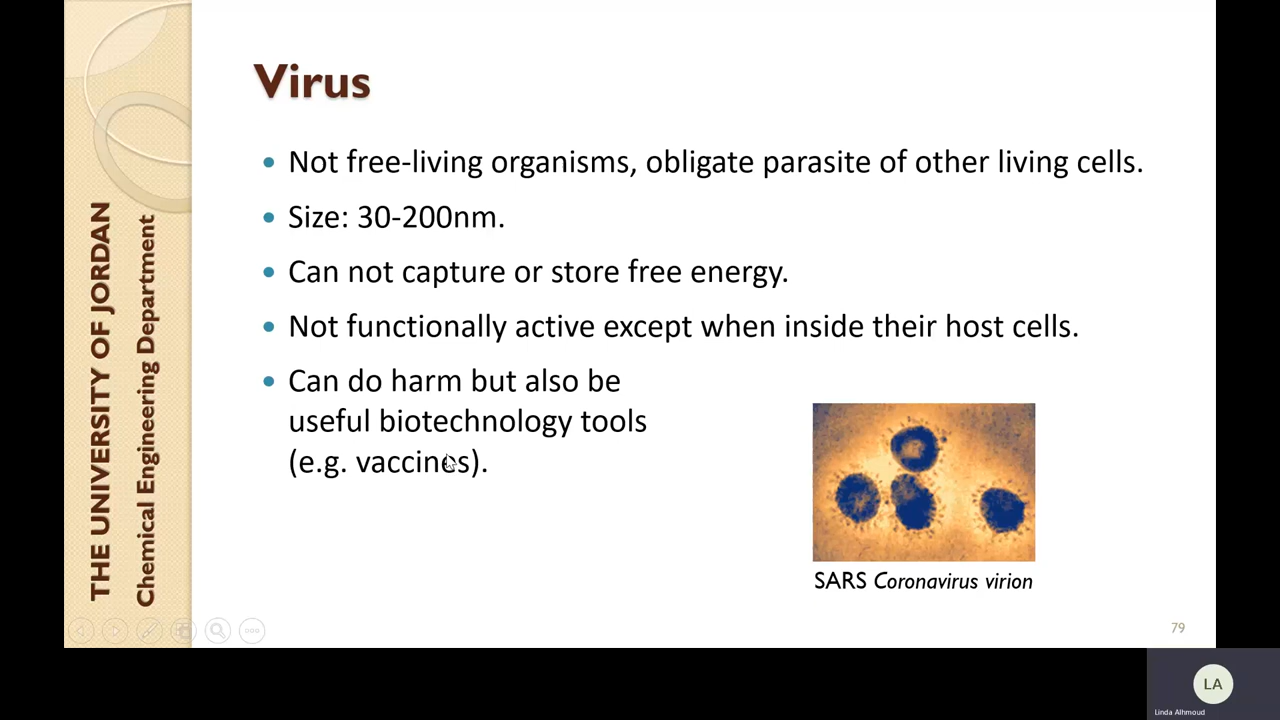 THE UNIVERSITY OF JORDAN
Chemical Engineering Department
Virus
• Not free-living organisms, obligate parasite of other living cells.
• Size: 30-200nm.
• Can not capture or store free energy.
• Not functionally active except when inside their host cells.
• Can do harm but also be
useful biotechnology tools
(e.g. vaccines).
SARS Coronavirus virion
79
LA
Linda Alhmoud